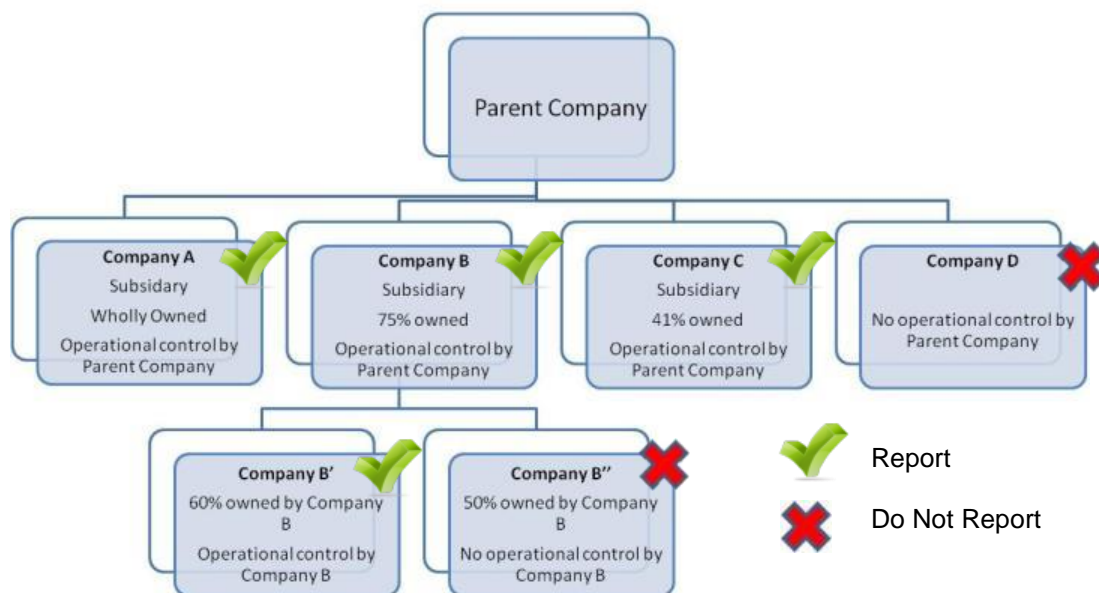 Parent Company
Company A
Subsidary
Wholly Owned
Operational control by
Parent Company
Company B
Subsidiary
75% owned
Operational control by
Parent Company
Company C
Subsidiary
41% owned
Operational control by
Parent Company
Company D
No operational control by
Parent Company
Company B’
60% owned by Company
B
Operational control by
Company B
Company B’’
50% owned by Company
B
No operational control by
Company B
Report
Do Not Report